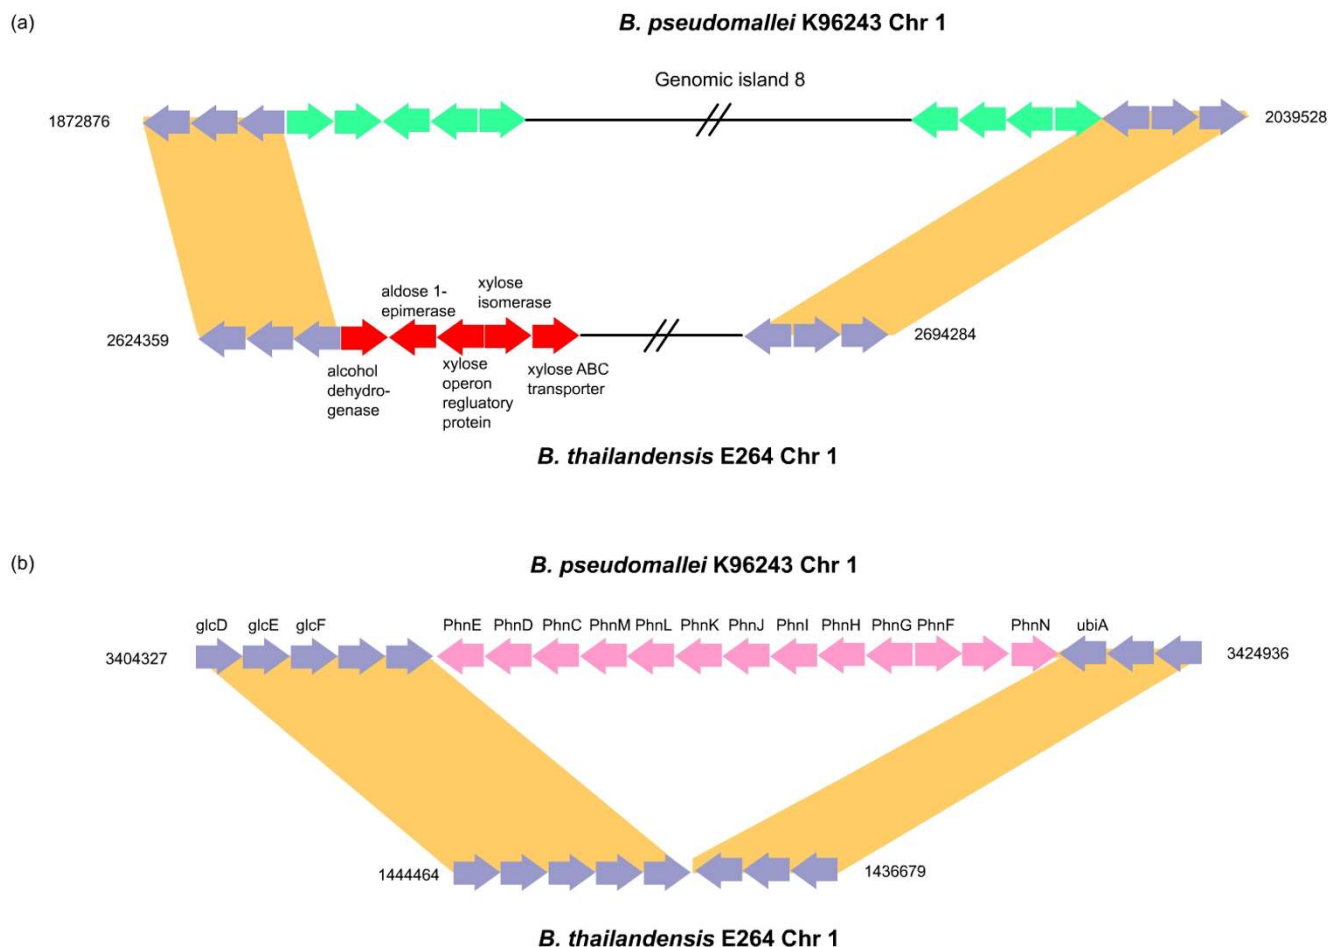 (a)
B. pseudomallei K96243 Chr 1
Genomic island 8
1872876
2039528
aldose 1-
epimerase
xylose
isomerase
2624359
2694284
alcohol
dehydro-
genase
xylose
operon
regluatory
protein
xylose ABC
transporter
B. thailandensis E264 Chr 1
(b)
B. pseudomallei K96243 Chr 1
glcD glcE glcF PhnE PhnD PhnC PhnM PhnL PhnK PhnJ PhnI PhnH PhnG PhnF PhnN ubiA
3404327
3424936
1444464
1436679
B. thailandensis E264 Chr 1